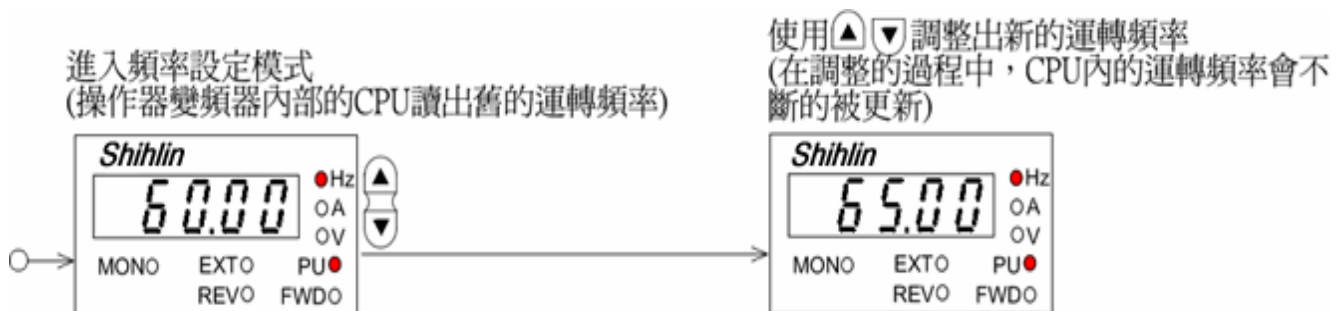 進入頻率設定模式
(操作器變頻器內部的CPU讀出舊的運轉頻率)
Shihlin
60.00
Hz
A
V
MON EXT PU
REV FWD
使用▲▼調整出新的運轉頻率
(在調整的過程中，CPU內的運轉頻率會不
斷的被更新)
Shihlin
65.00
Hz
A
V
MON EXT PU
REV FWD